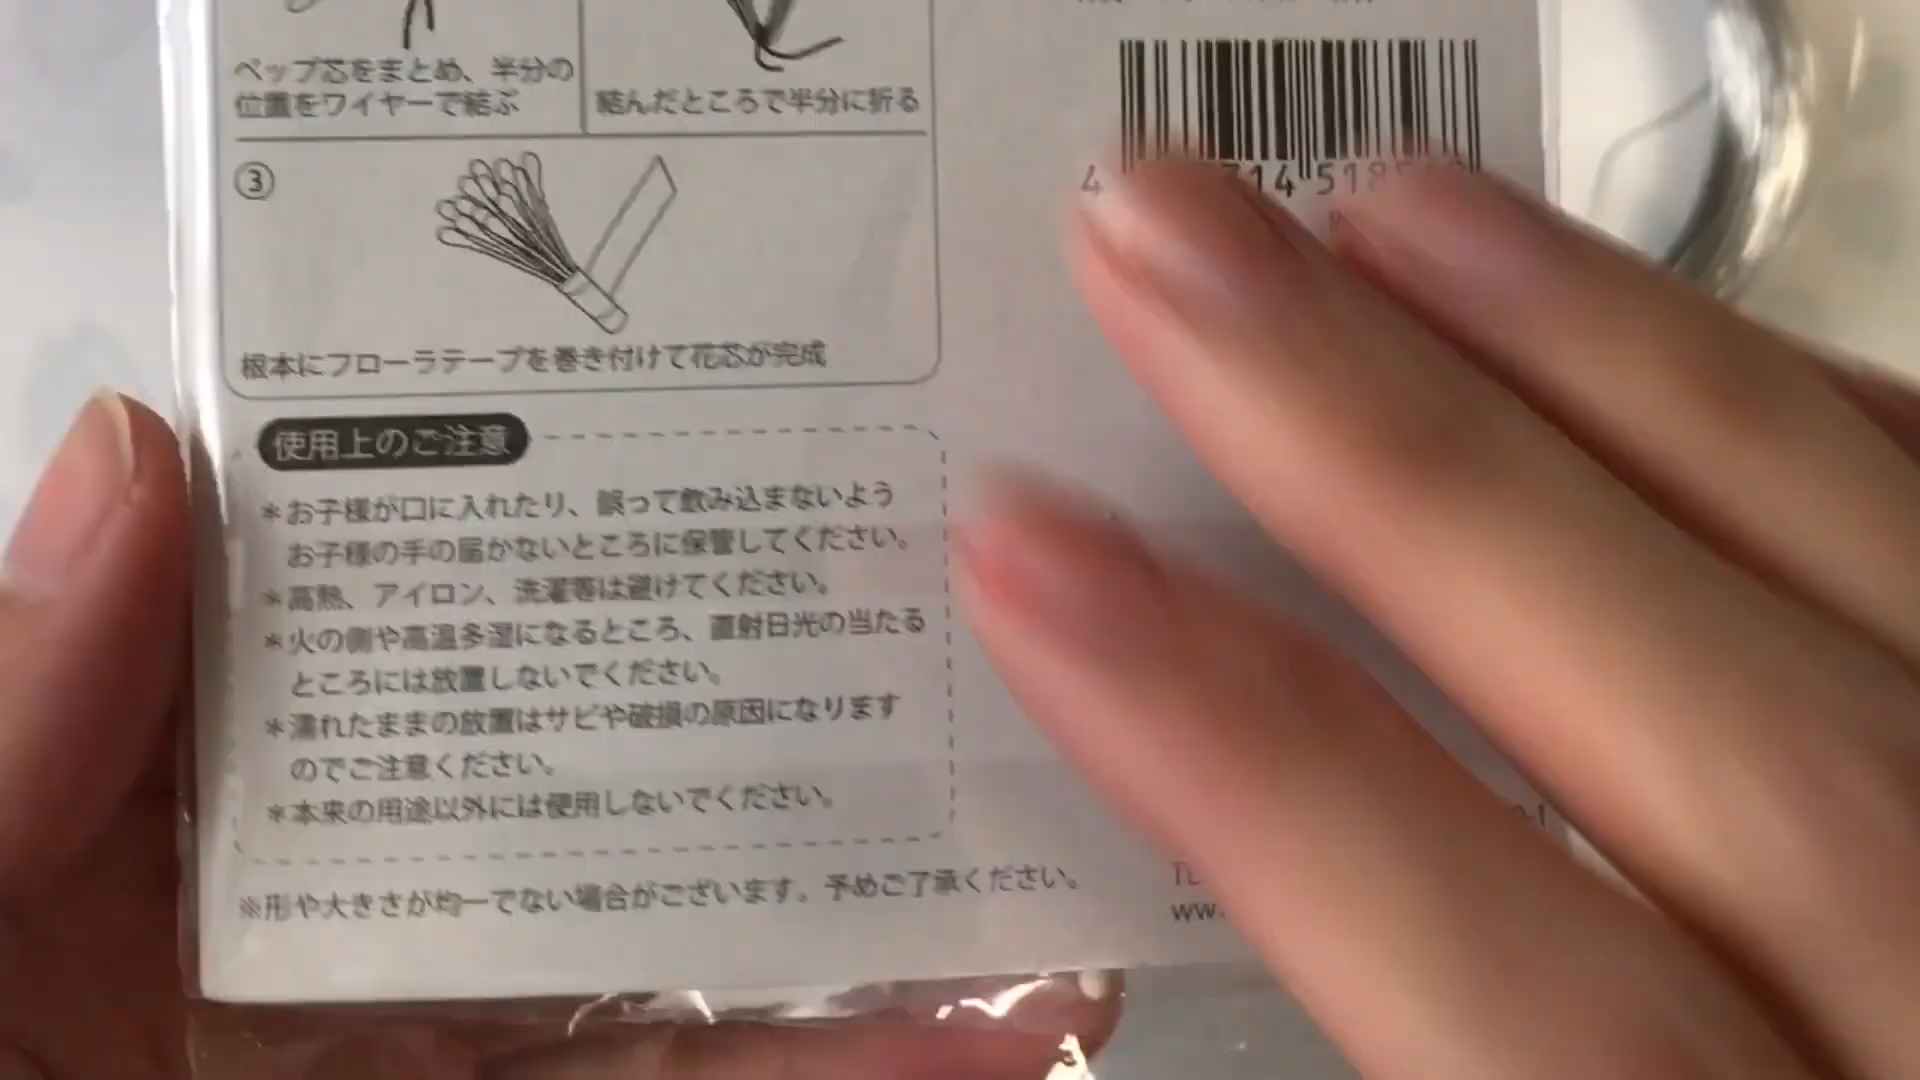 ペップ芯をまとめ、半分の
位置をワイヤーで結ぶ
結んだところで半分に折る
③
根本にフローラテープを巻き付けて花芯が完成
使用上のご注意
＊お子様が口に入れたり、誤って飲み込まないよう
お子様の手の届かないところに保管してください。
＊高熱、アイロン、洗濯等は避けてください。
＊火の側や高温多湿になるところ、直射日光の当たる
ところには放置しないでください。
＊濡れたままの放置はサビや破損の原因になります
のでご注意ください。
＊本来の用途以外には使用しないでください。
※形や大きさが均一でない場合がございます。予めご了承ください。
4
14 518